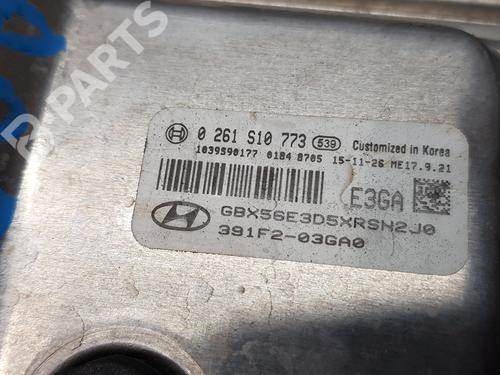 B-PARTS
0 261 S10 773 539 Customized in Korea
1039S90177 0184 8705 15-11-26 ME17.9.21
E3GA
GBX56E3D5XRSN2J0
391F2-03GA0